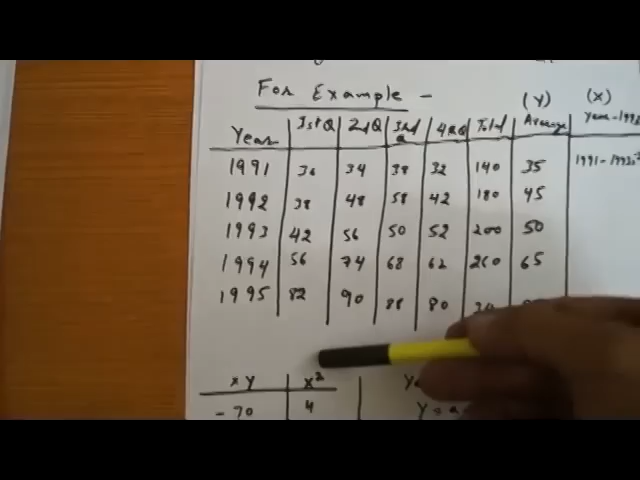 For Example -
(Y) (X)
Year 1st Q 2nd Q 3rd Q 4th Q Total Average
1991 36 34 38 32 140 35
1992 38 48 58 42 180 45
1993 42 56 50 52 200 50
1994 56 74 68 62 260 65
1995 82 90 88 80
xY x²
-70 4
Y = a